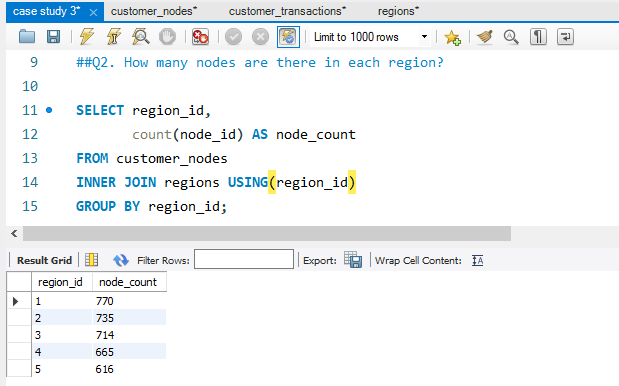 case study 3* customer_nodes* customer_transactions* regions*
Limit to 1000 rows
9 ##Q2. How many nodes are there in each region?
10
11 SELECT region_id,
12 count(node_id) AS node_count
13 FROM customer_nodes
14 INNER JOIN regions USING(region_id)
15 GROUP BY region_id;
Result Grid Filter Rows: Export: Wrap Cell Content:
region_id node_count
1 770
2 735
3 714
4 665
5 616